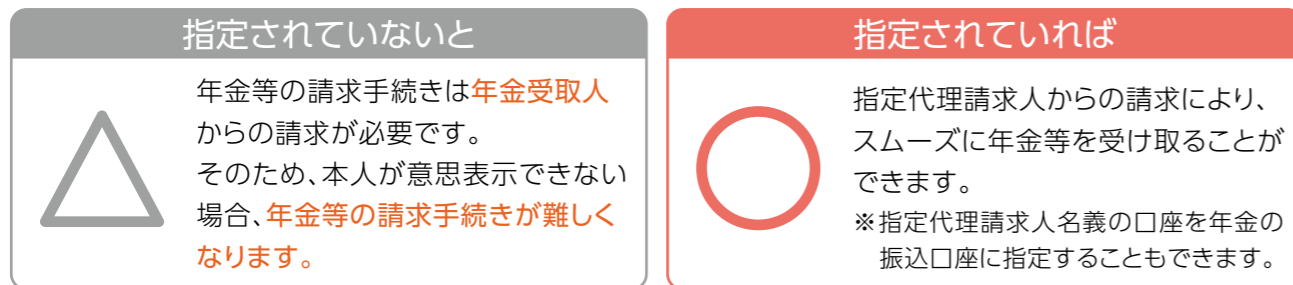 指定されていないと
年金等の請求手続きは年金受取人
からの請求が必要です。
そのため、本人が意思表示できない
場合、年金等の請求手続きが難しく
なります。
指定されていれば
指定代理請求人からの請求により、
スムーズに年金等を受け取ることが
できます。
※指定代理請求人名義の口座を年金の
振込口座に指定することもできます。